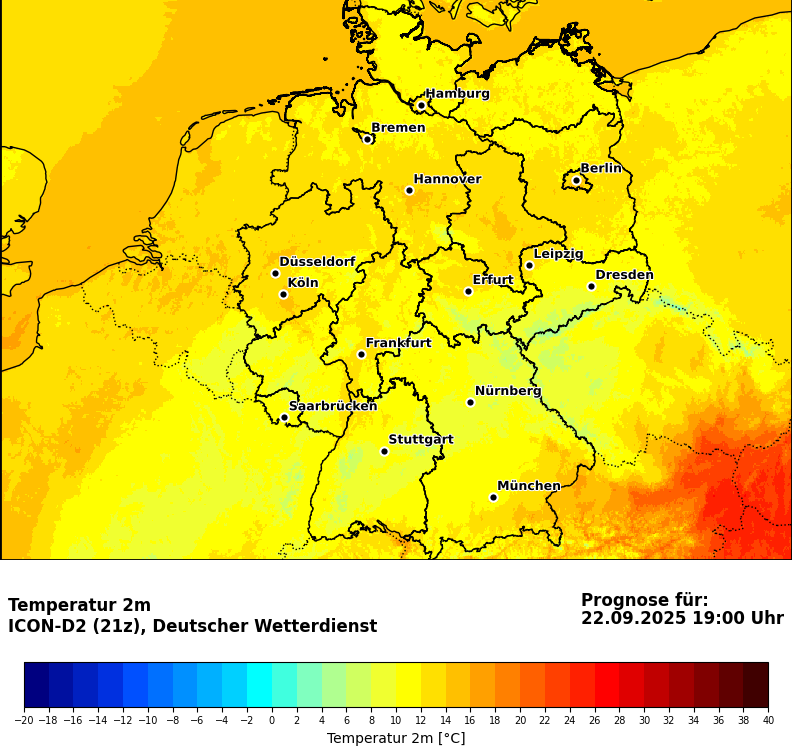 Hamburg
Bremen
Berlin
Hannover
Leipzig
Düsseldorf
Dresden
Erfurt
Köln
Frankfurt
Nürnberg
Saarbrücken
Stuttgart
München
Temperatur 2m
ICON-D2 (21z), Deutscher Wetterdienst
Prognose für:
22.09.2025 19:00 Uhr
−20 −18 −16 −14 −12 −10 −8 −6 −4 −2 0 2 4 6 8 10 12 14 16 18 20 22 24 26 28 30 32 34 36 38 40
Temperatur 2m [°C]